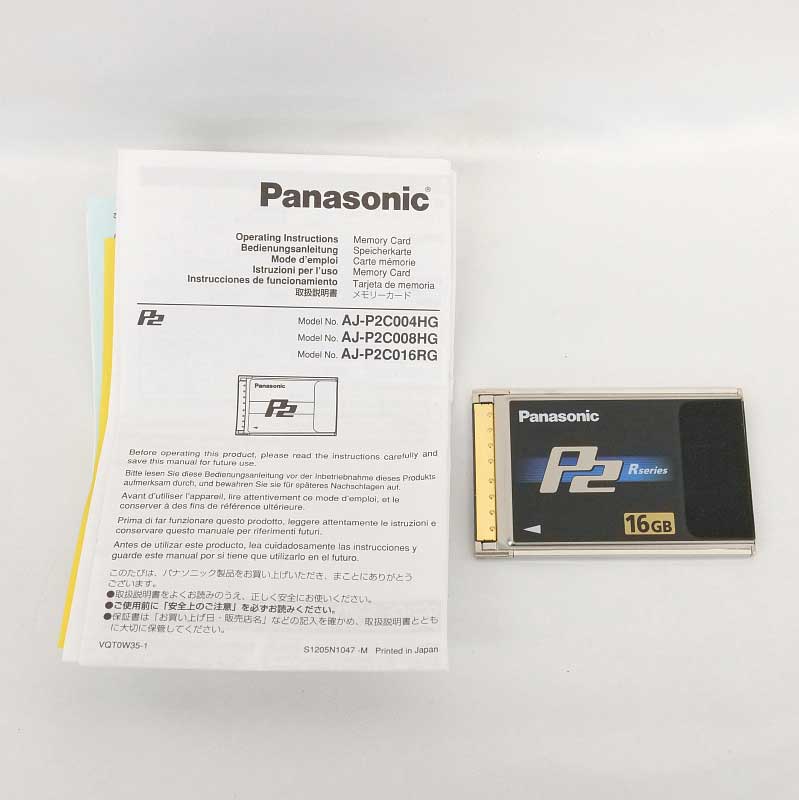 Panasonic®
Operating Instructions Memory Card
Bedienungsanleitung Speicherkarte
Mode d'emploi Carte mémoire
Istruzioni per l'uso Memory Card
Instrucciones de funcionamiento Tarjeta de memoria
取扱説明書 メモリーカード
P2
Model No. AJ-P2C004HG
Model No. AJ-P2C008HG
Model No. AJ-P2C016RG
Panasonic
P2
Before operating this product, please read the instructions carefully and
save this manual for future use.
Bitte lesen Sie diese Bedienungsanleitung vor der Inbetriebnahme dieses Produkts
aufmerksam durch, und bewahren Sie sie für späteres Nachschlagen auf.
Avant d'utiliser l'appareil, lire attentivement ce mode d'emploi, et le
conserver à des fins de référence ultérieure.
Prima di far funzionare questo prodotto, leggere attentamente le istruzioni e
conservare questo manuale per riferimenti futuri.
Antes de utilizar este producto, lea cuidadosamente las instrucciones y
guarde este manual por si tiene que utilizarlo en el futuro.
このたびは、パナソニック製品をお買い上げいただき、まことにありがとう
ございます。
●取扱説明書をよくお読みのうえ、正しく安全にお使いください。
●ご使用前に「安全上のご注意」を必ずお読みください。
●保証書は「お買い上げ日・販売店名」などの記入を確かめ、取扱説明書ととも
に大切に保管してください。
VQT0W35-1
S1205N1047 -M Printed in Japan
Panasonic
P2 R series
16GB